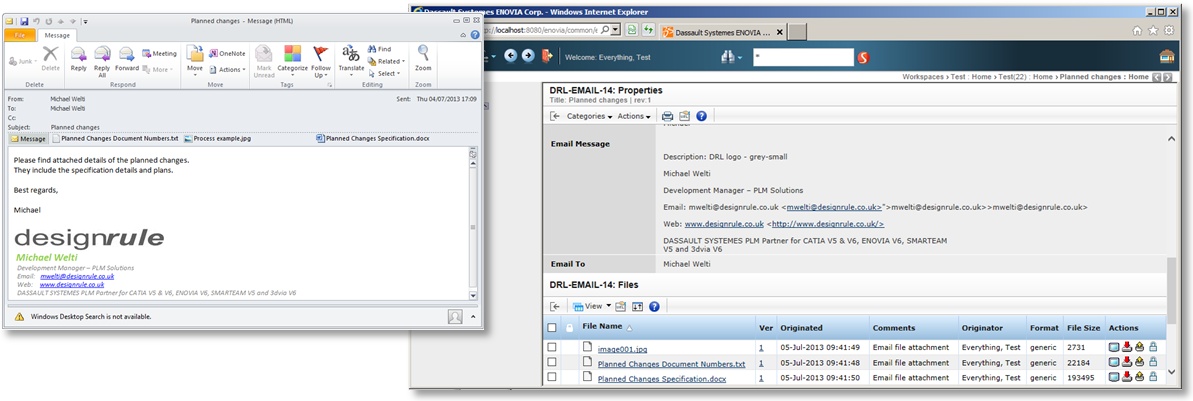 Planned changes - Message (HTML)
File
Message
Junk
Delete
Delete
Reply
Reply All
Forward
Meeting
More
Respond
Move
OneNote
Actions
Move
Mark Unread
Categorize
Follow Up
Tags
Translate
Find
Related
Select
Editing
Zoom
Zoom
From: Michael Welti Sent: Thu 04/07/2013 17:09
To: Michael Welti
Cc:
Subject: Planned changes
Message Planned Changes Document Numbers.txt Process example.jpg Planned Changes Specification.docx
Please find attached details of the planned changes.
They include the specification details and plans.
Best regards,
Michael
designrule
Michael Welti
Development Manager – PLM Solutions
Email: mwelti@designrule.co.uk
Web: www.designrule.co.uk
DASSAULT SYSTEMES PLM Partner for CATIA V5 & V6, ENOVIA V6, SMARTEAM V5 and 3dvia V6
Windows Desktop Search is not available.
Dassault Systemes ENOVIA Corp. - Windows Internet Explorer
tp://localhost:8080/enovia/common/e
Dassault Systemes ENOVIA ...
Welcome: Everything, Test
*
Workspaces › Test : Home › Test(22) : Home › Planned changes : Home
DRL-EMAIL-14: Properties
Title: Planned changes | rev:1
Categories Actions
Michael
Email Message
Description: DRL logo - grey-small
Michael Welti
Development Manager – PLM Solutions
Email: mwelti@designrule.co.uk <mwelti@designrule.co.uk>">mwelti@designrule.co.uk>>mwelti@designrule.co.uk>
Web: www.designrule.co.uk <http://www.designrule.co.uk/>
DASSAULT SYSTEMES PLM Partner for CATIA V5 & V6, ENOVIA V6, SMARTEAM
V5 and 3dvia V6
Email To Michael Welti
DRL-EMAIL-14: Files
View
File Name Ver Originated Comments Originator Format File Size Actions
image001.jpg 1 05-Jul-2013 09:41:49 Email file attachment Everything, Test generic 2731
Planned Changes Document Numbers.txt 1 05-Jul-2013 09:41:48 Email file attachment Everything, Test generic 22184
Planned Changes Specification.docx 1 05-Jul-2013 09:41:50 Email file attachment Everything, Test generic 193495